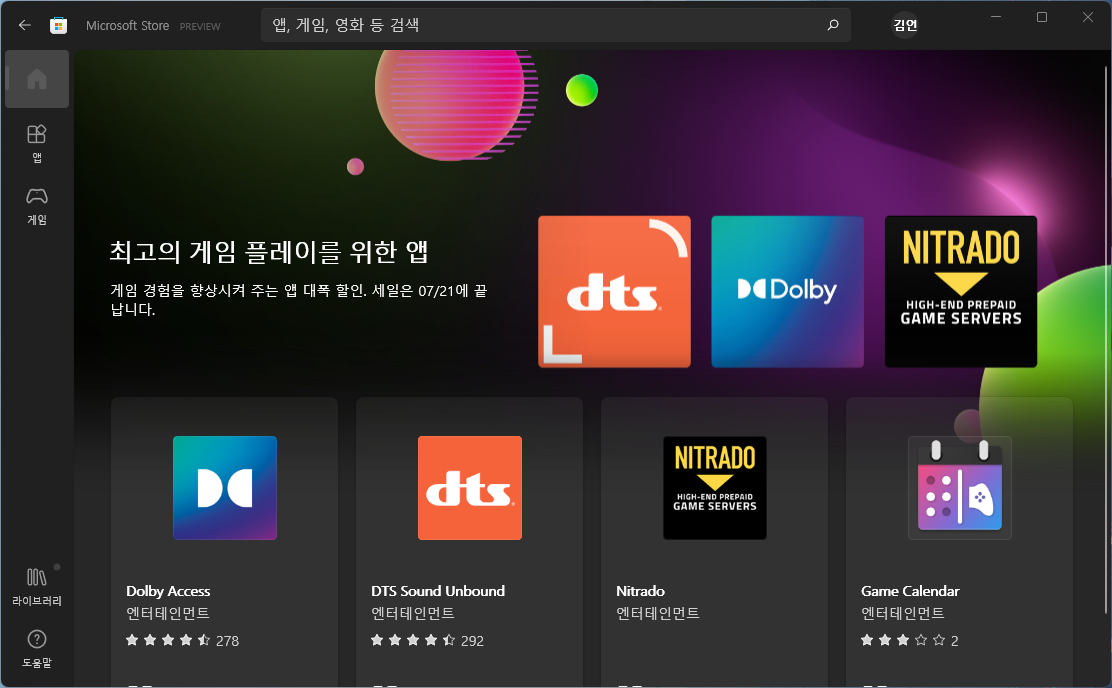 Microsoft Store PREVIEW
앱, 게임, 영화 등 검색
김언
앱
게임
최고의 게임 플레이를 위한 앱
게임 경험을 향상시켜 주는 앱 대폭 할인. 세일은 07/21에 끝
납니다.
dts
Dolby
NITRADO
HIGH-END PREPAID
GAME SERVERS
dts
NITRADO
HIGH-END PREPAID
GAME SERVERS
Dolby Access
엔터테인먼트
278
DTS Sound Unbound
엔터테인먼트
292
Nitrado
엔터테인먼트
Game Calendar
엔터테인먼트
2
라이브러리
도움말